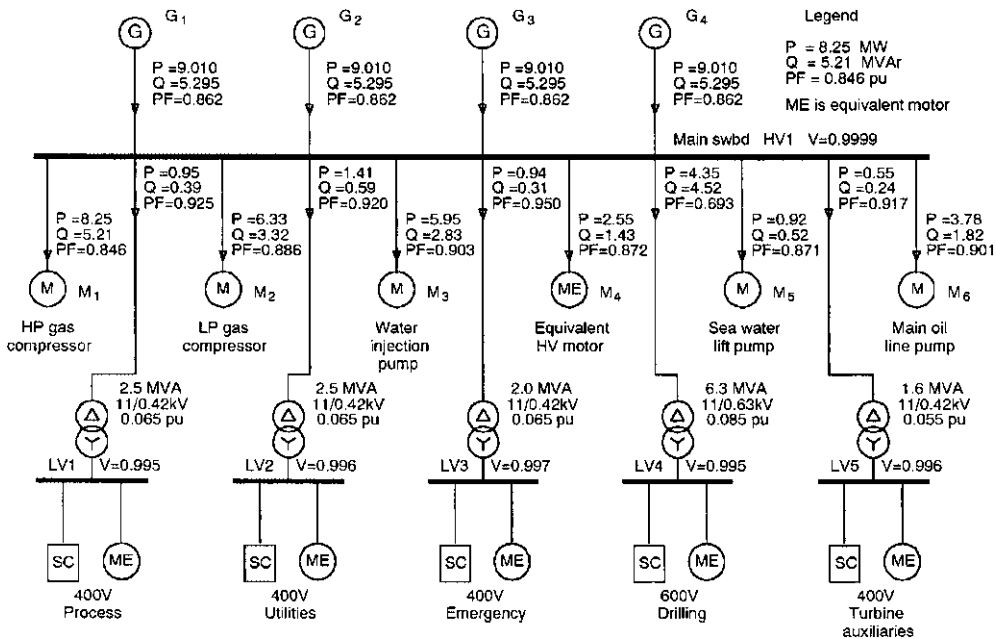 G G₁
G G₂
G G₃
G G₄
Legend
P = 8.25 MW
Q = 5.21 MVAr
PF = 0.846 pu
ME is equivalent motor
P =9.010
Q =5.295
PF=0.862
P =9.010
Q =5.295
PF=0.862
P =9.010
Q =5.295
PF=0.862
P =9.010
Q =5.295
PF=0.862
Main swbd HV1 V=0.9999
P =0.95
Q =0.39
PF=0.925
P =1.41
Q =0.59
PF=0.920
P =0.94
Q =0.31
PF=0.950
P =4.35
Q =4.52
PF=0.693
P =0.55
Q =0.24
PF=0.917
P =8.25
Q =5.21
PF=0.846
P =6.33
Q =3.32
PF=0.886
P =5.95
Q =2.83
PF=0.903
P =2.55
Q =1.43
PF=0.872
P =0.92
Q =0.52
PF=0.871
P =3.78
Q =1.82
PF=0.901
M M₁
M M₂
M M₃
ME M₄
M M₅
M M₆
HP gas
compressor
LP gas
compressor
Water
injection
pump
Equivalent
HV motor
Sea water
lift pump
Main oil
line pump
2.5 MVA
11/0.42kV
0.065 pu
2.5 MVA
11/0.42kV
0.065 pu
2.0 MVA
11/0.42kV
0.065 pu
6.3 MVA
11/0.63kV
0.085 pu
1.6 MVA
11/0.42kV
0.055 pu
Δ
Y
Δ
Y
Δ
Y
Δ
Y
Δ
Y
LV1 V=0.995
LV2 V=0.996
LV3 V=0.997
LV4 V=0.995
LV5 V=0.996
SC ME
SC ME
SC ME
SC ME
SC ME
400V
Process
400V
Utilities
400V
Emergency
600V
Drilling
400V
Turbine
auxiliaries